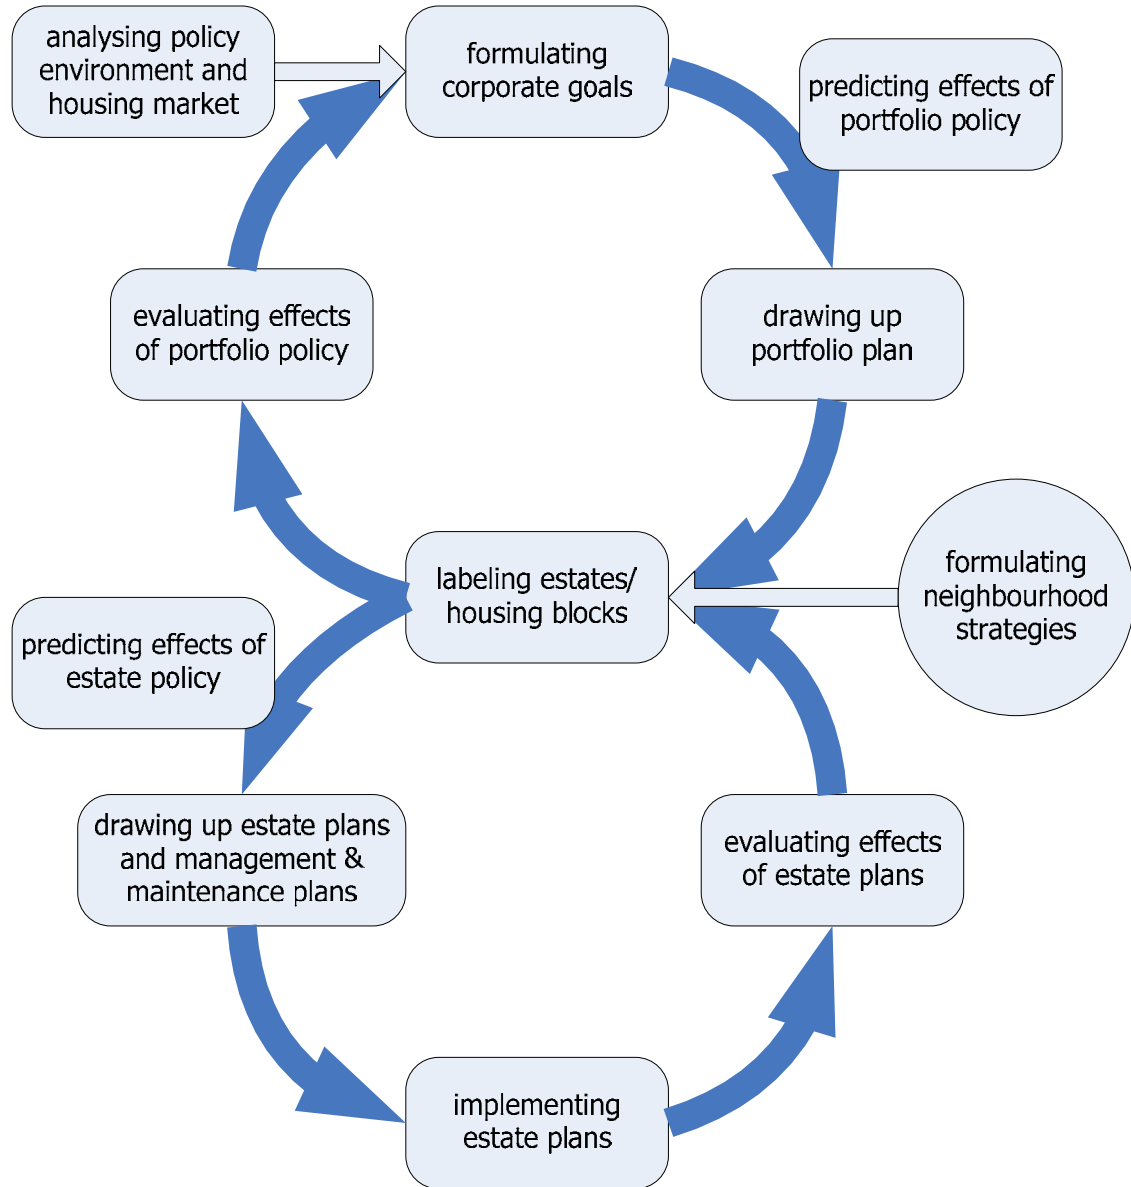 analysing policy
environment and
housing market
formulating
corporate goals
predicting effects of
portfolio policy
evaluating effects
of portfolio policy
drawing up
portfolio plan
labeling estates/
housing blocks
formulating
neighbourhood
strategies
predicting effects of
estate policy
drawing up estate plans
and management &
maintenance plans
evaluating effects
of estate plans
implementing
estate plans